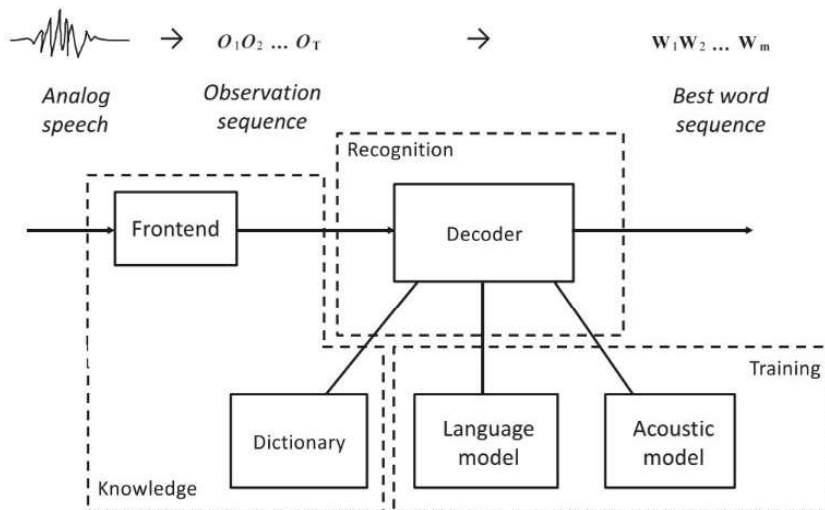 → O₁O₂ ... O_T → W₁W₂ ... W_m
Analog
speech
Observation
sequence
Best word
sequence
Recognition
Frontend
Decoder
Training
Dictionary
Language
model
Acoustic
model
Knowledge